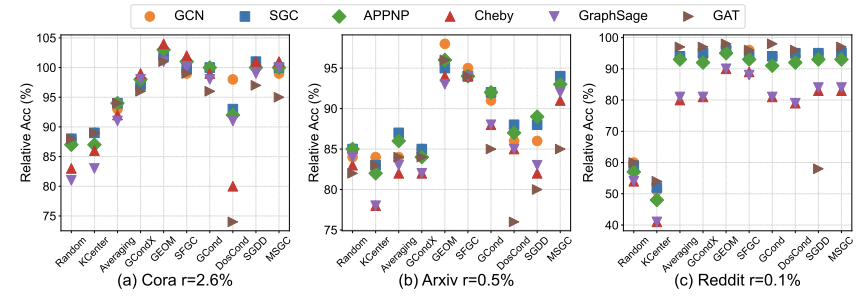 GCN SGC APPNP Cheby GraphSage GAT
Relative Acc (%)
105
100
95
90
85
80
75
Random KCenter Averaging GCondX GEOM SFGC GCond DosCond SGDD MSGC
(a) Cora r=2.6%
Relative Acc (%)
95
90
85
80
75
Random KCenter Averaging GCondX GEOM SFGC GCond DosCond SGDD MSGC
(b) Arxiv r=0.5%
Relative Acc (%)
100
90
80
70
60
50
40
Random KCenter Averaging GCondX GEOM SFGC GCond DosCond SGDD MSGC
(c) Reddit r=0.1%